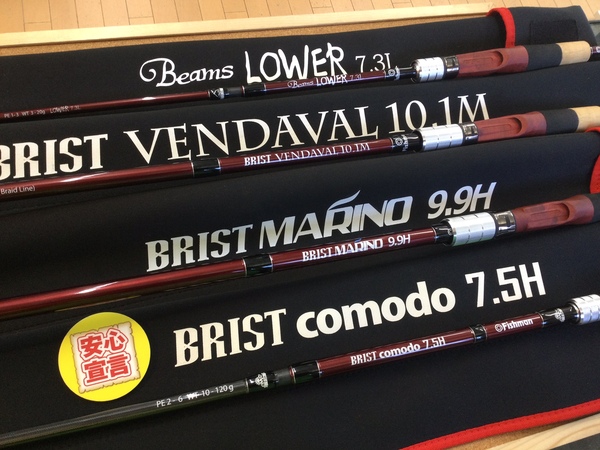 Beams LOWER 7.3L
Beams LOWER 7.3L
BRIST VENDAVAL 10.1M
BRIST VENDAVAL 10.1M
Braid Line)
BRIST MARINO 9.9H
BRIST MARINO 9.9H
BRIST comodo 7.5H
Fishman
BRIST comodo 7.5H
安心
宣言
PE 2-6 WT 10-120g